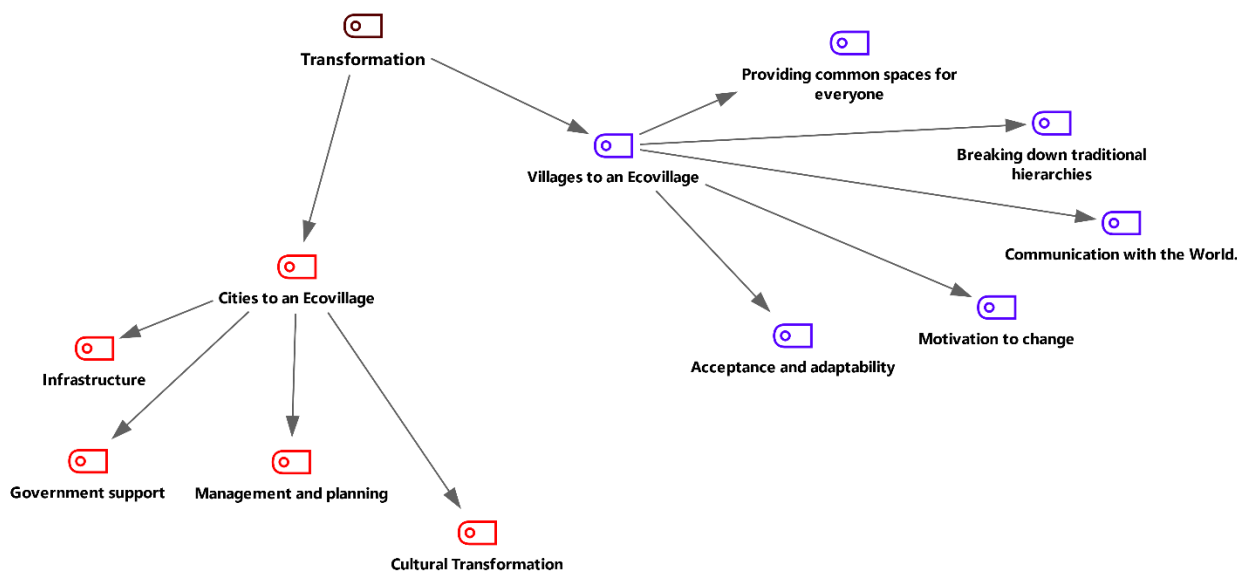 Transformation
Providing common spaces for
everyone
Breaking down traditional
hierarchies
Villages to an Ecovillage
Communication with the World.
Cities to an Ecovillage
Motivation to change
Acceptance and adaptability
Infrastructure
Government support
Management and planning
Cultural Transformation